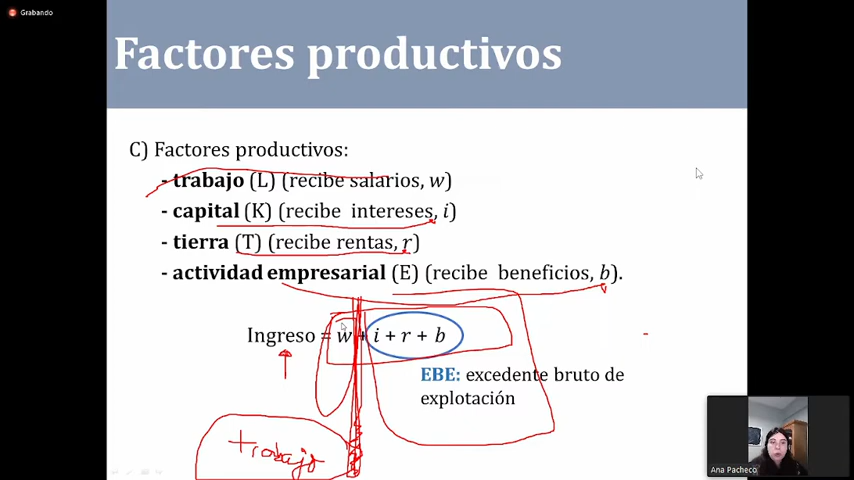 Grabando
Factores productivos
C) Factores productivos:
- trabajo (L) (recibe salarios, w)
- capital (K) (recibe intereses, i)
- tierra (T) (recibe rentas, r)
- actividad empresarial (E) (recibe beneficios, b).
Ingreso = w + i + r + b
EBE: excedente bruto de
explotación
trabajo
Ana Pacheco